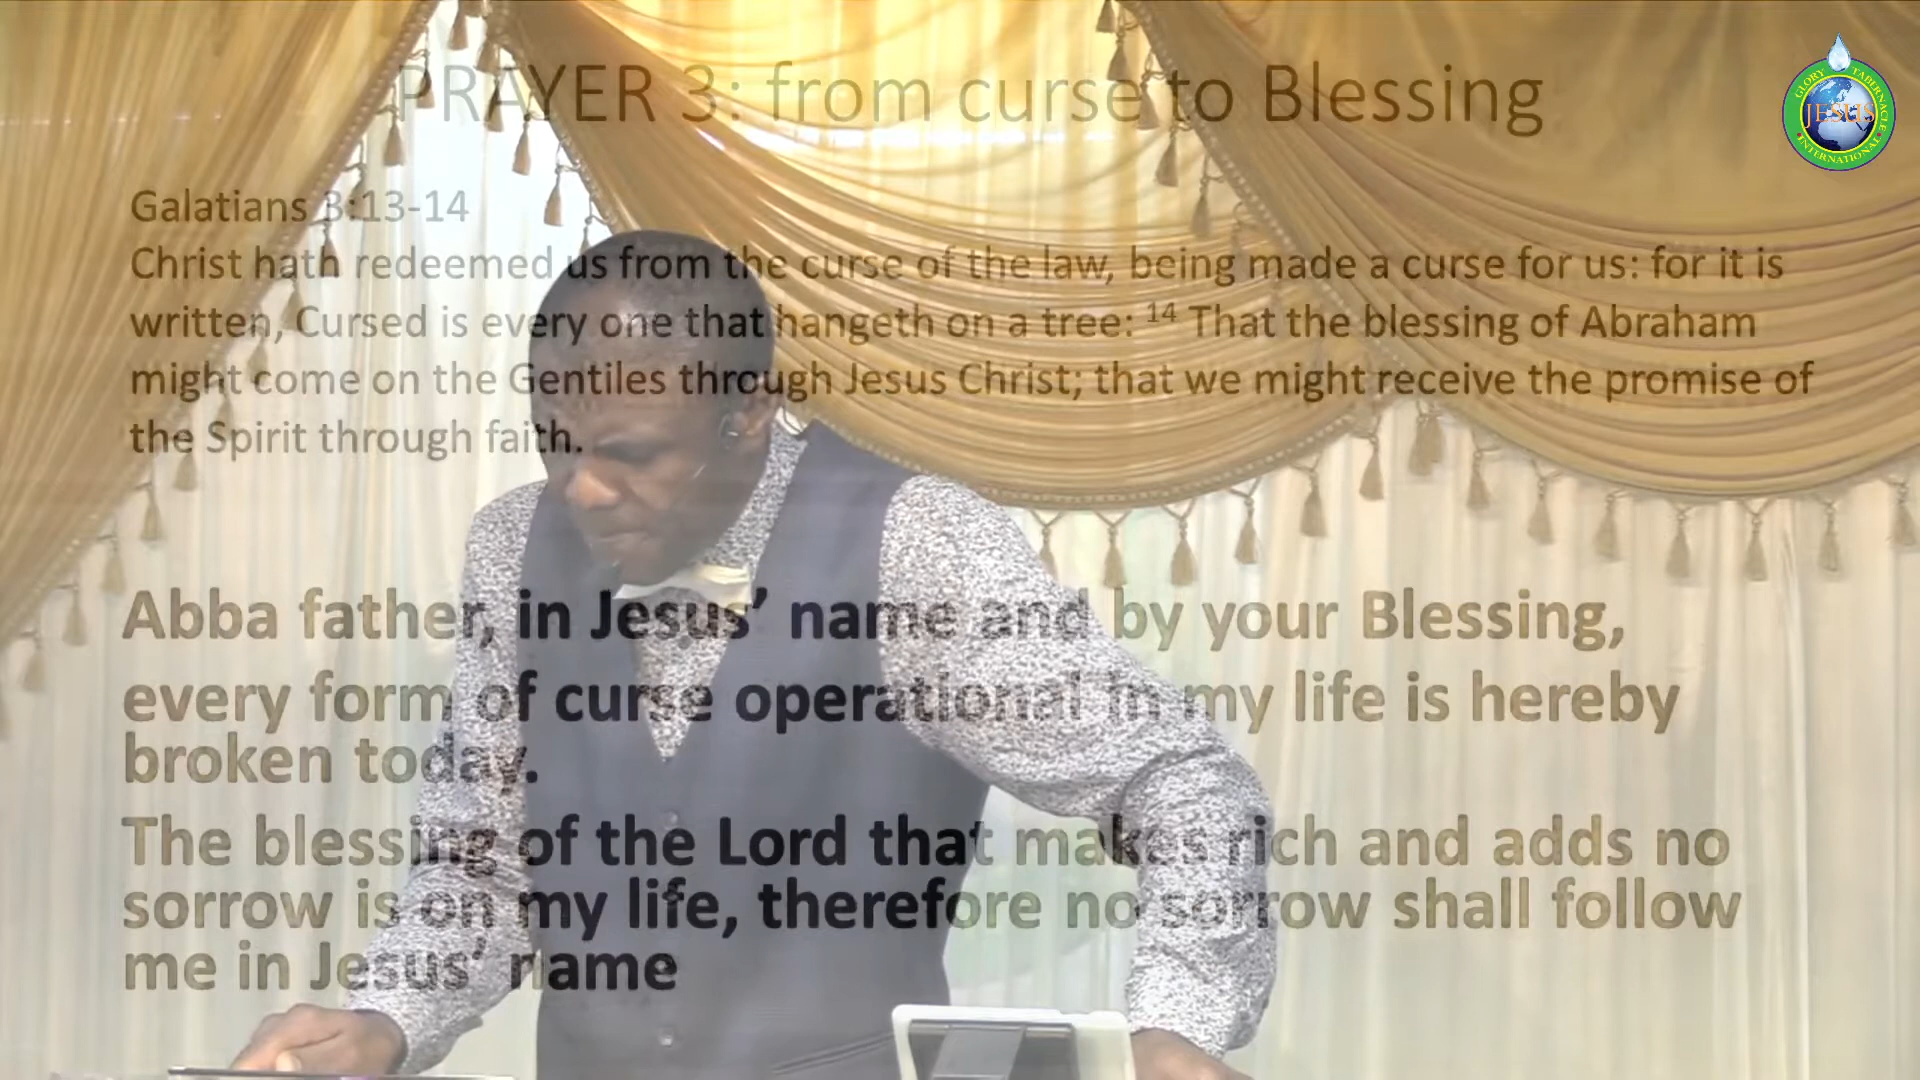 PRAYER 3: from curse to Blessing
Galatians 3:13-14
Christ hath redeemed us from the curse of the law, being made a curse for us: for it is
written, Cursed is every one that hangeth on a tree: 14 That the blessing of Abraham
might come on the Gentiles through Jesus Christ; that we might receive the promise of
the Spirit through faith.
Abba father, in Jesus’ name and by your Blessing,
every form of curse operational in my life is hereby
broken today.
The blessing of the Lord that makes rich and adds no
sorrow is on my life, therefore no sorrow shall follow
me in Jesus’ name
GLORY TABERNACLE
JESUS
INTERNATIONAL